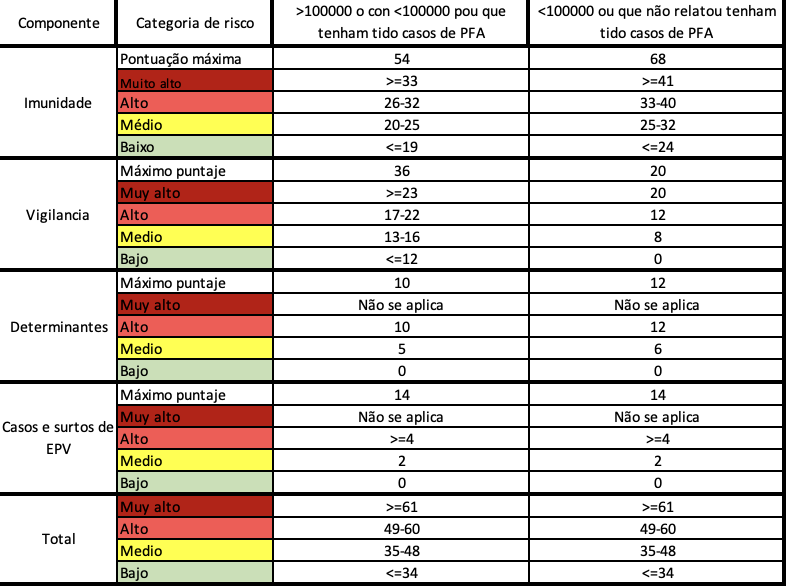 Componente Categoria de risco >100000 o con <100000 pou que tenham tido casos de PFA <100000 ou que não relatou tenham tido casos de PFA
Imunidade
Pontuação máxima 54 68
Muito alto >=33 >=41
Alto 26-32 33-40
Médio 20-25 25-32
Baixo <=19 <=24
Vigilancia
Máximo puntaje 36 20
Muy alto >=23 20
Alto 17-22 12
Medio 13-16 8
Bajo <=12 0
Determinantes
Máximo puntaje 10 12
Muy alto Não se aplica Não se aplica
Alto 10 12
Medio 5 6
Bajo 0 0
Casos e surtos de
EPV
Máximo puntaje 14 14
Muy alto Não se aplica Não se aplica
Alto >=4 >=4
Medio 2 2
Bajo 0 0
Total
Muy alto >=61 >=61
Alto 49-60 49-60
Medio 35-48 35-48
Bajo <=34 <=34